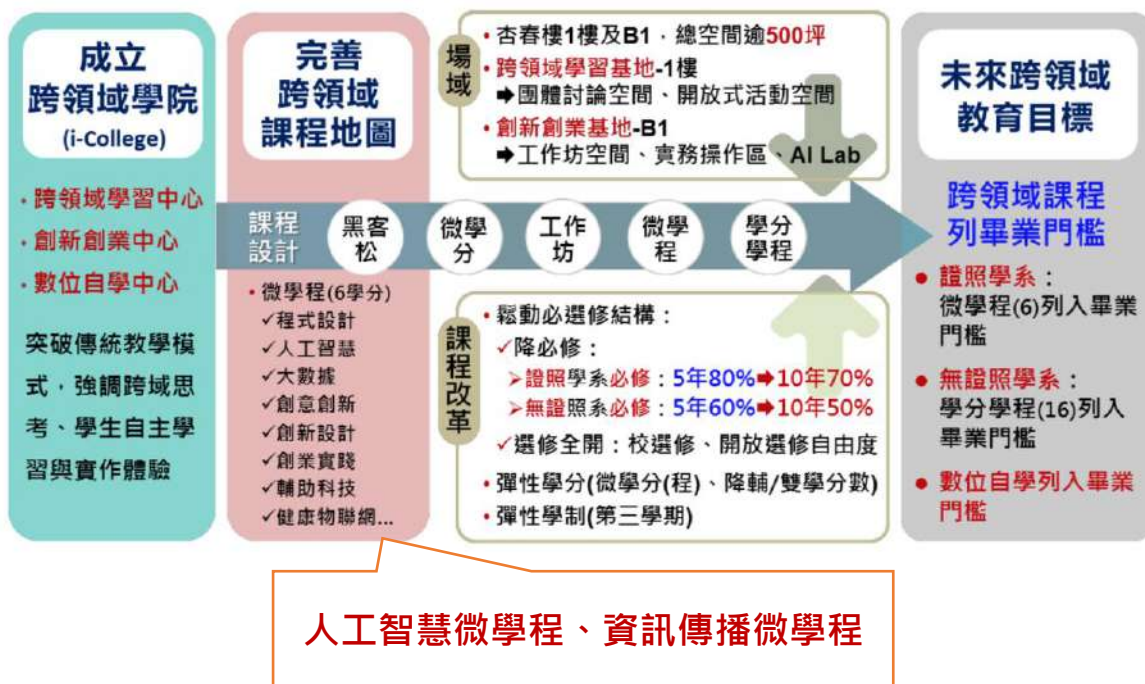 成立
跨領域學院
(i-College)
・跨領域學習中心
・創新創業中心
・數位自學中心
突破傳統教學模
式，強調跨域思
考、學生自主學
習與實作體驗
完善
跨領域
課程地圖
課程
設計
黑客
松
微學
分
工作
坊
微學
程
學分
學程
・微學程(6學分)
✓程式設計
✓人工智慧
✓大數據
✓創意創新
✓創新設計
✓創業實踐
✓輔助科技
✓健康物聯網...
場域
・杏春樓1樓及B1，總空間逾500坪
・跨領域學習基地-1樓
➡團體討論空間、開放式活動空間
・創新創業基地-B1
➡工作坊空間、實務操作區、AI Lab
課程改革
・鬆動必選修結構：
✓降必修：
➢證照學系必修：5年80%➡10年70%
➢無證照系必修：5年60%➡10年50%
✓選修全開：校選修、開放選修自由度
・彈性學分(微學分(程)、降輔/雙學分數)
・彈性學制(第三學期)
未來跨領域
教育目標
跨領域課程
列畢業門檻
● 證照學系：
微學程(6)列入畢業
門檻
● 無證照學系：
學分學程(16)列入
畢業門檻
● 數位自學列入畢業
門檻
人工智慧微學程、資訊傳播微學程